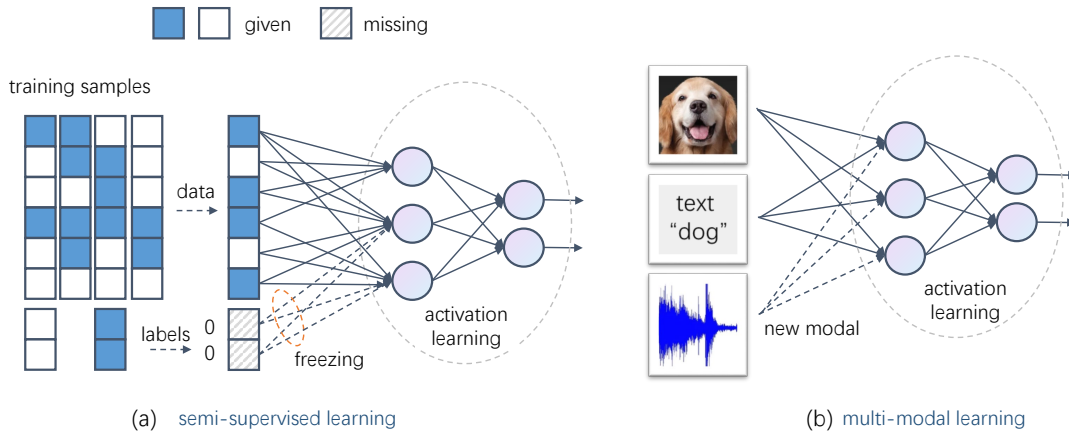 given
missing
training samples
data
labels
0
0
freezing
activation
learning
(a) semi-supervised learning
text
“dog”
new modal
activation
learning
(b) multi-modal learning